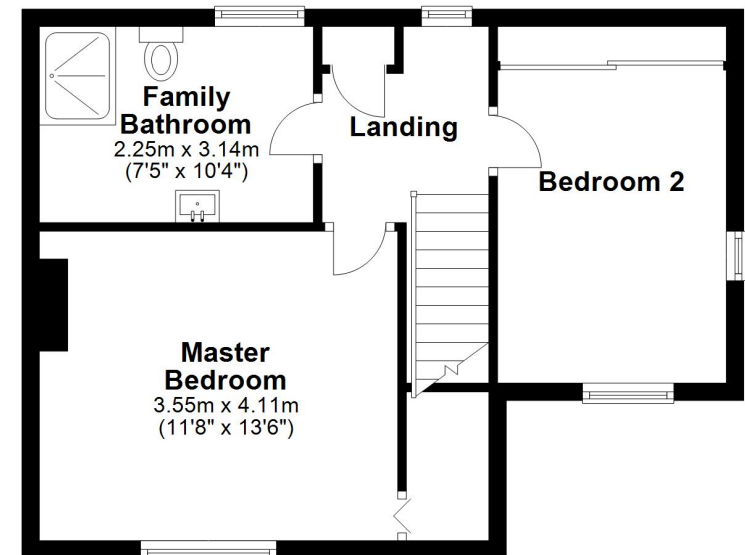 Family
Bathroom
2.25m x 3.14m
(7'5" x 10'4")
Landing
Bedroom 2
Master
Bedroom
3.55m x 4.11m
(11'8" x 13'6")